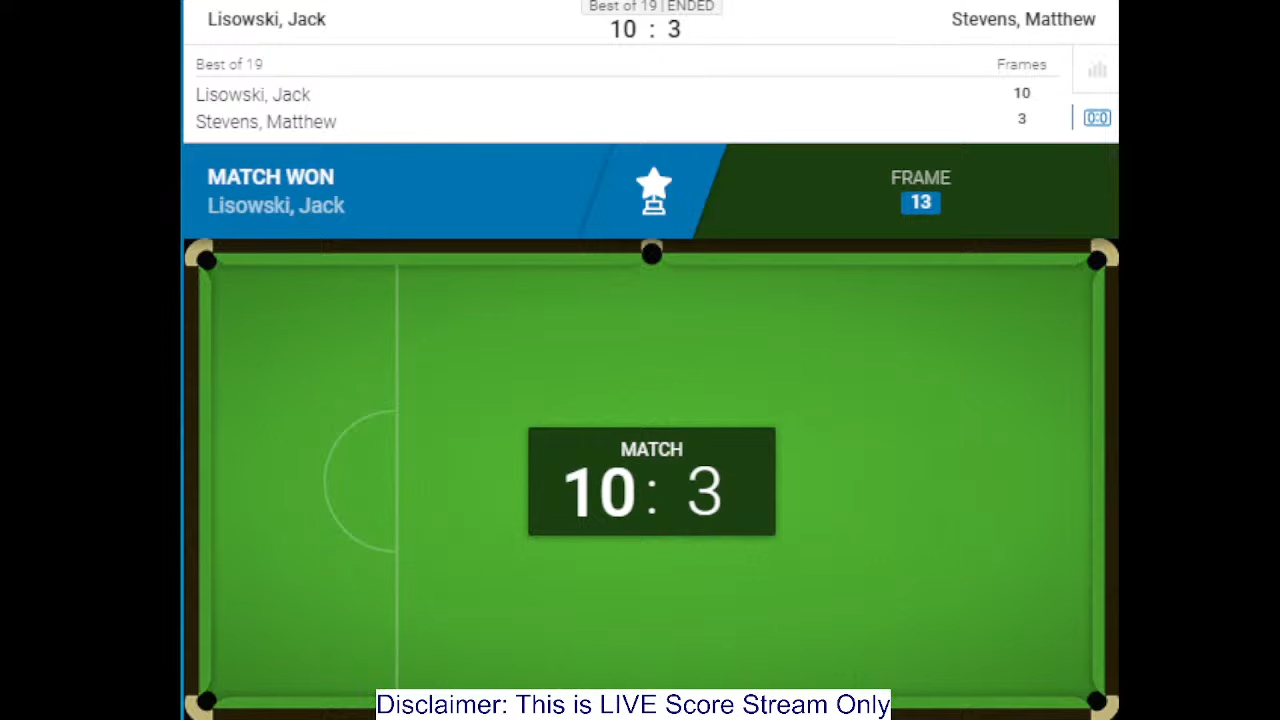 Lisowski, Jack
Best of 19 | ENDED
10 : 3
Stevens, Matthew
Best of 19
Frames
Lisowski, Jack
10
Stevens, Matthew
3
0:0
MATCH WON
Lisowski, Jack
FRAME
13
MATCH
10 : 3
Disclaimer: This is LIVE Score Stream Only